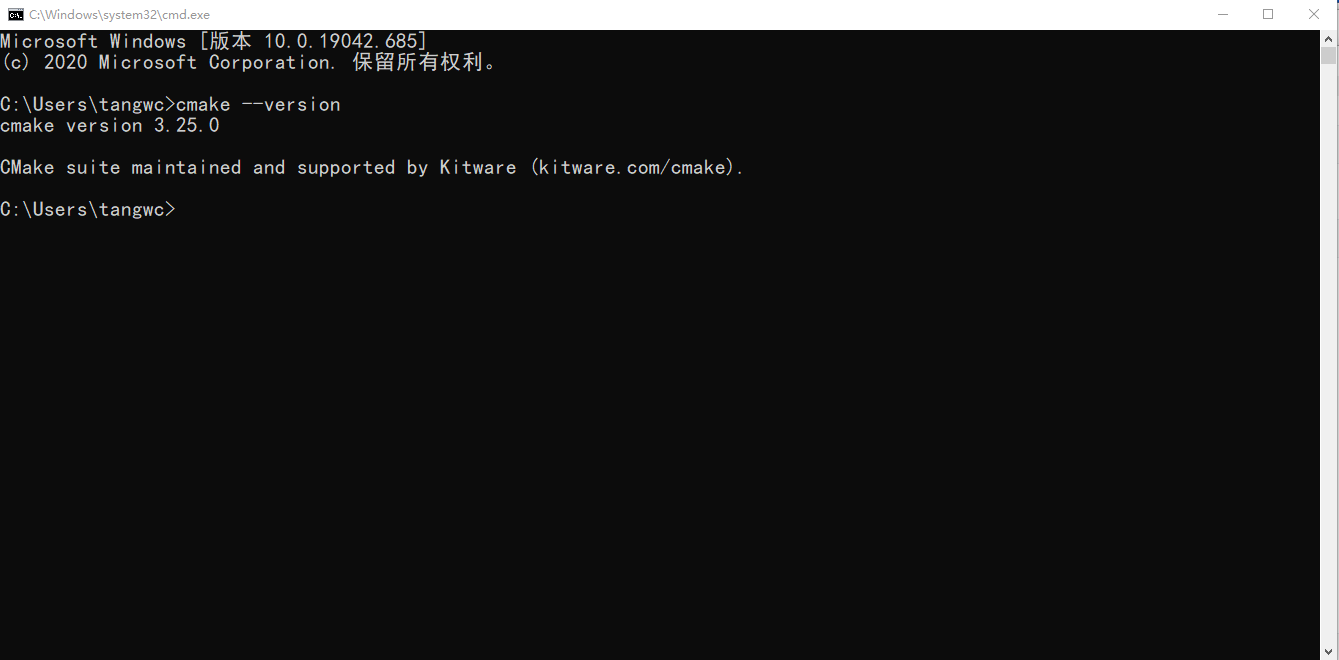 C:\Windows\system32\cmd.exe
Microsoft Windows [版本 10.0.19042.685]
(c) 2020 Microsoft Corporation. 保留所有权利。
C:\Users\tangwc>cmake --version
cmake version 3.25.0
CMake suite maintained and supported by Kitware (kitware.com/cmake).
C:\Users\tangwc>